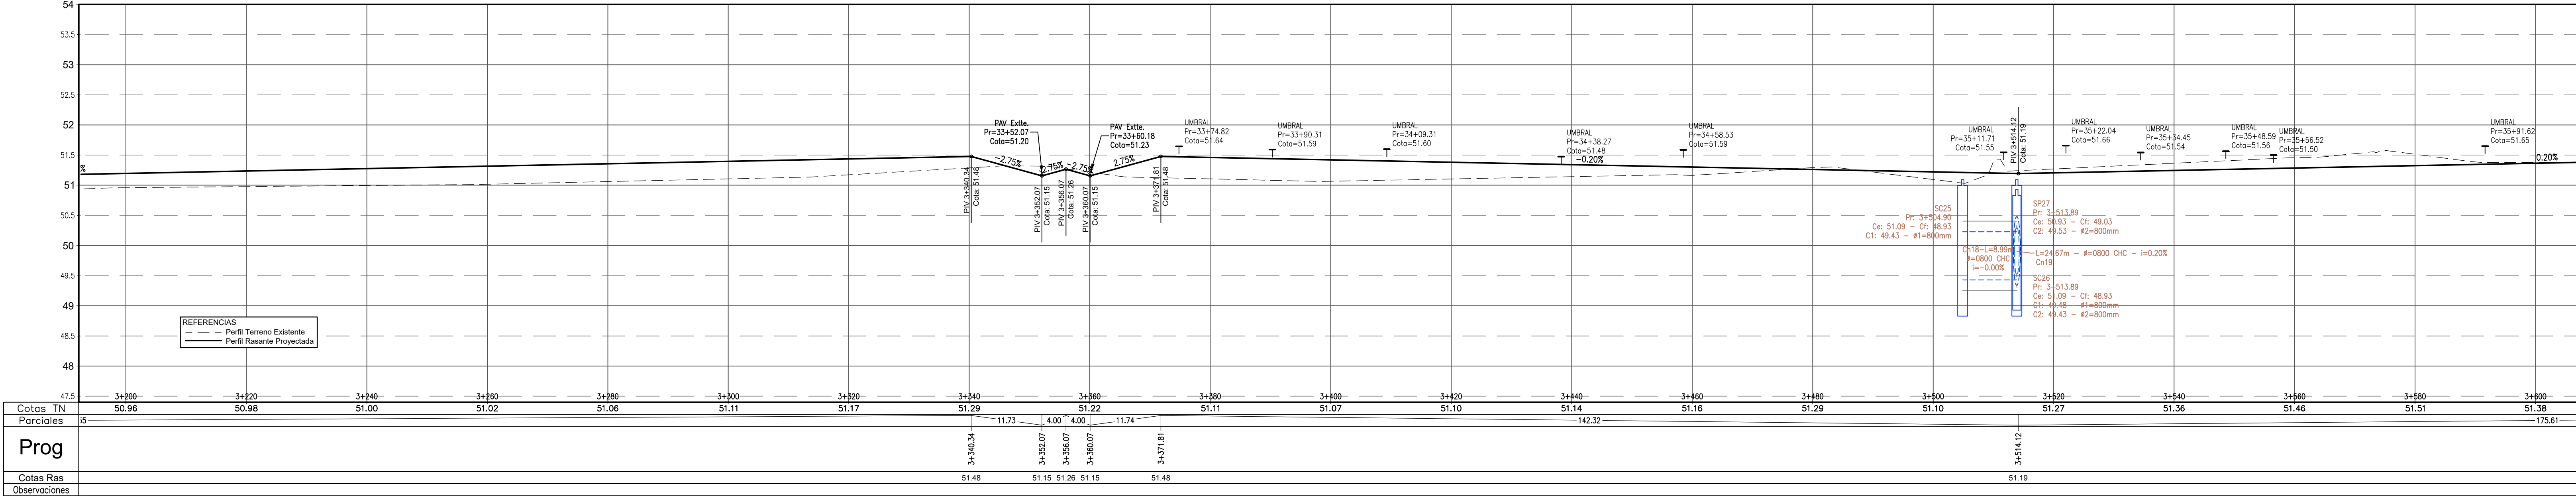 54
53.5
53
52.5
52
51.5
51
50.5
50
49.5
49
48.5
48
47.5
%
REFERENCIAS
Perfil Terreno Existente
Perfil Rasante Proyectada
PAV Extte.
Pr=33+52.07
Cota=51.20
PAV Extte.
Pr=33+60.18
Cota=51.23
-2.75%
2.75%
-2.75%
2.75%
PIV 3+340.34
Cota: 51.48
PIV 3+352.07
Cota: 51.15
PIV 3+356.07
Cota: 51.26
PIV 3+360.07
Cota: 51.15
PIV 3+371.81
Cota: 51.48
UMBRAL
Pr=33+74.82
Cota=51.64
UMBRAL
Pr=33+90.31
Cota=51.59
UMBRAL
Pr=34+09.31
Cota=51.60
UMBRAL
Pr=34+38.27
Cota=51.48
-0.20%
UMBRAL
Pr=34+58.53
Cota=51.59
UMBRAL
Pr=35+11.71
Cota=51.55
PIV 3+514.12
Cota: 51.19
UMBRAL
Pr=35+22.04
Cota=51.66
UMBRAL
Pr=35+34.45
Cota=51.54
UMBRAL
Pr=35+48.59
Cota=51.56
UMBRAL
Pr=35+56.52
Cota=51.50
UMBRAL
Pr=35+91.62
Cota=51.65
0.20%
SC25
Pr: 3+504.90
Ce: 51.09 - Cf: 48.93
C1: 49.43 - ø1=800mm
Cn18-L=8.99m
ø=0800 CHC
i=-0.00%
SP27
Pr: 3+513.89
Ce: 50.93 - Cf: 49.03
C2: 49.53 - ø2=800mm
L=24.67m - ø=0800 CHC - i=0.20%
Cn19
SC26
Pr: 3+513.89
Ce: 51.09 - Cf: 48.93
C1: 49.48 - ø1=800mm
C2: 49.43 - ø2=800mm
3+200 3+220 3+240 3+260 3+280 3+300 3+320 3+340 3+360 3+380 3+400 3+420 3+440 3+460 3+480 3+500 3+520 3+540 3+560 3+580 3+600
Cotas TN 50.96 50.98 51.00 51.02 51.06 51.11 51.17 51.29 51.22 51.11 51.07 51.10 51.14 51.16 51.29 51.10 51.27 51.36 51.46 51.51 51.38
Parciales 11.73 4.00 4.00 11.74 142.32 175.61
Prog 3+340.34 3+352.07 3+356.07 3+360.07 3+371.81 3+514.12
Cotas Ras 51.48 51.15 51.26 51.15 51.48 51.19
Observaciones